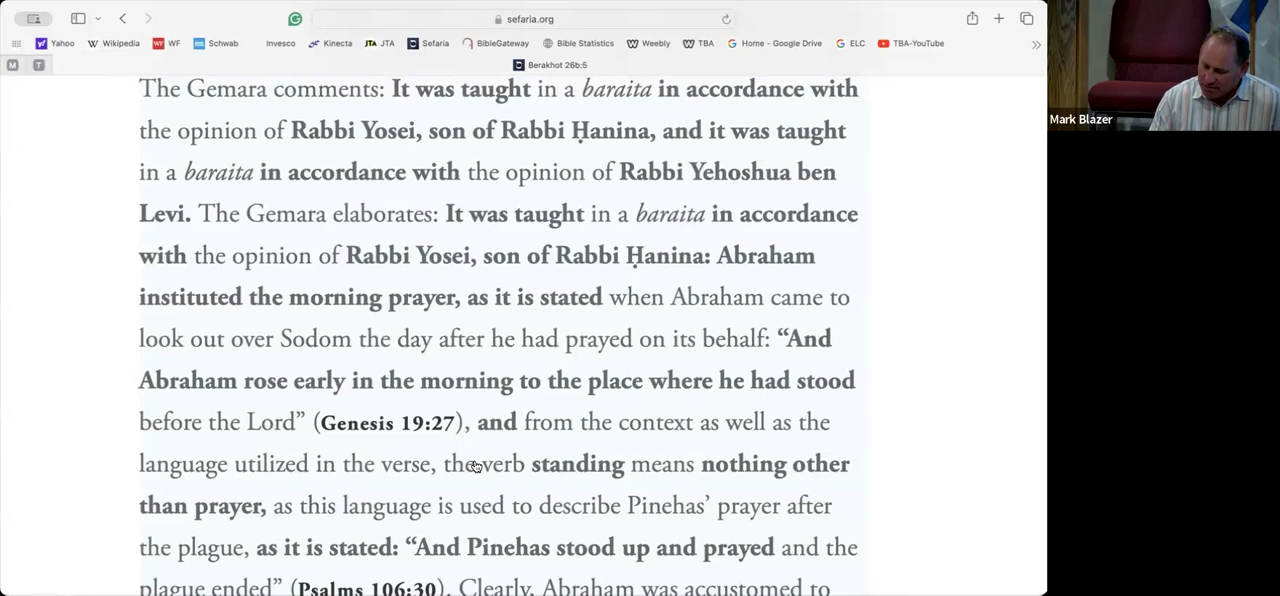 sefaria.org
Yahoo Wikipedia WF Schwab Invesco Kinecta JTA Sefaria BibleGateway Bible Statistics Weebly TBA Home - Google Drive ELC TBA-YouTube
M T Berakhot 26b:5
The Gemara comments: It was taught in a baraita in accordance with
the opinion of Rabbi Yosei, son of Rabbi Ḥanina, and it was taught
in a baraita in accordance with the opinion of Rabbi Yehoshua ben
Levi. The Gemara elaborates: It was taught in a baraita in accordance
with the opinion of Rabbi Yosei, son of Rabbi Ḥanina: Abraham
instituted the morning prayer, as it is stated when Abraham came to
look out over Sodom the day after he had prayed on its behalf: “And
Abraham rose early in the morning to the place where he had stood
before the Lord” (Genesis 19:27), and from the context as well as the
language utilized in the verse, the verb standing means nothing other
than prayer, as this language is used to describe Pinehas’ prayer after
the plague, as it is stated: “And Pinehas stood up and prayed and the
plague ended” (Psalms 106:30). Clearly, Abraham was accustomed to
Mark Blazer